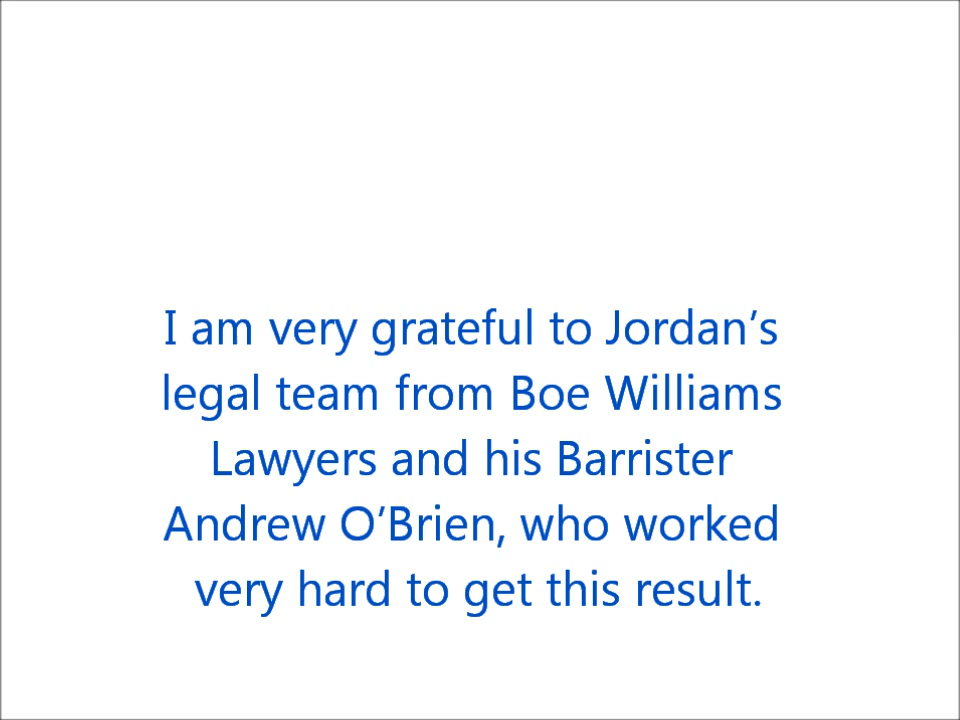 I am very grateful to Jordan’s
legal team from Boe Williams
Lawyers and his Barrister
Andrew O’Brien, who worked
very hard to get this result.